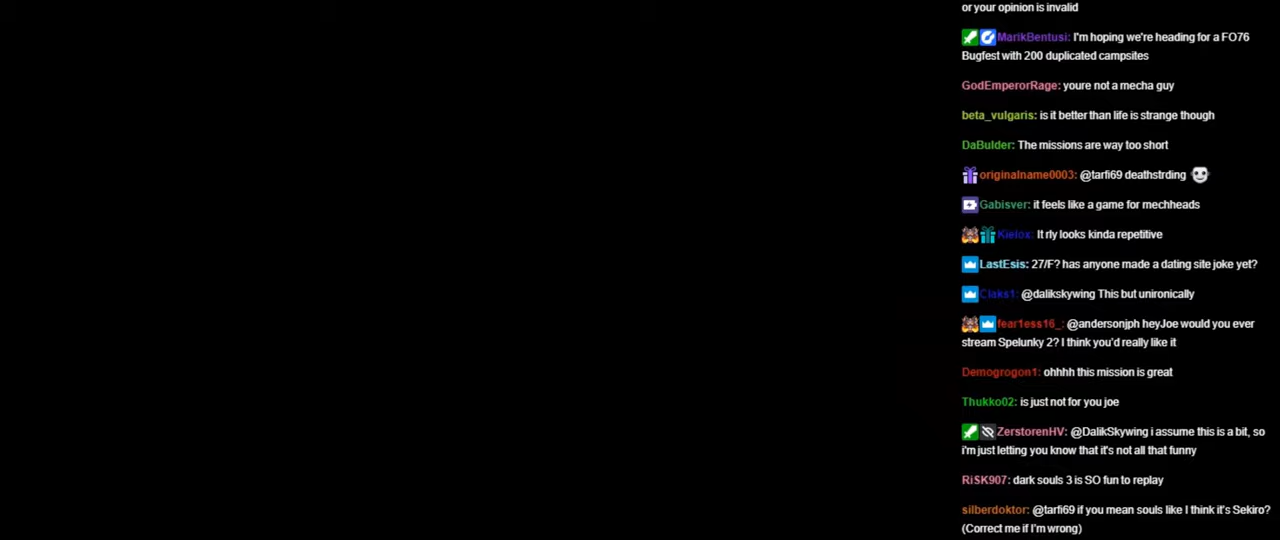 or your opinion is invalid
MarikBentusi: I'm hoping we're heading for a FO76
Bugfest with 200 duplicated campsites
GodEmperorRage: youre not a mecha guy
beta_vulgaris: is it better than life is strange though
DaBulder: The missions are way too short
originalname0003: @tarfi69 deathstrding
Gabisver: it feels like a game for mechheads
Kielox: It rly looks kinda repetitive
LastEsis: 27/F? has anyone made a dating site joke yet?
Claks1: @dalikskywing This but unironically
fear1ess16_: @andersonjph heyJoe would you ever
stream Spelunky 2? I think you'd really like it
Demogrogon1: ohhhh this mission is great
Thukko02: is just not for you joe
ZerstorenHV: @DalikSkywing i assume this is a bit, so
i'm just letting you know that it's not all that funny
RiSK907: dark souls 3 is SO fun to replay
silberdoktor: @tarfi69 if you mean souls like I think it's Sekiro?
(Correct me if I'm wrong)